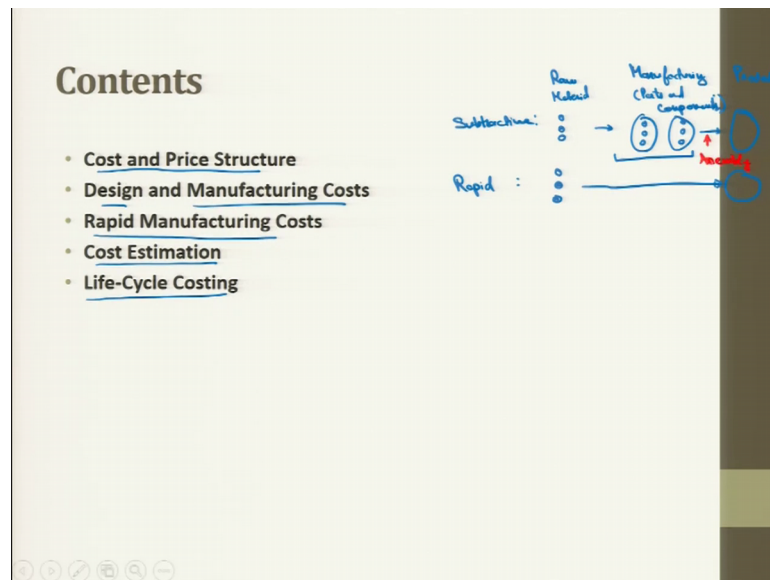 Contents
• Cost and Price Structure
• Design and Manufacturing Costs
• Rapid Manufacturing Costs
• Cost Estimation
• Life-Cycle Costing
Raw Material
Manufacturing (Parts and Components)
Subtractive:
Assembly
Rapid :